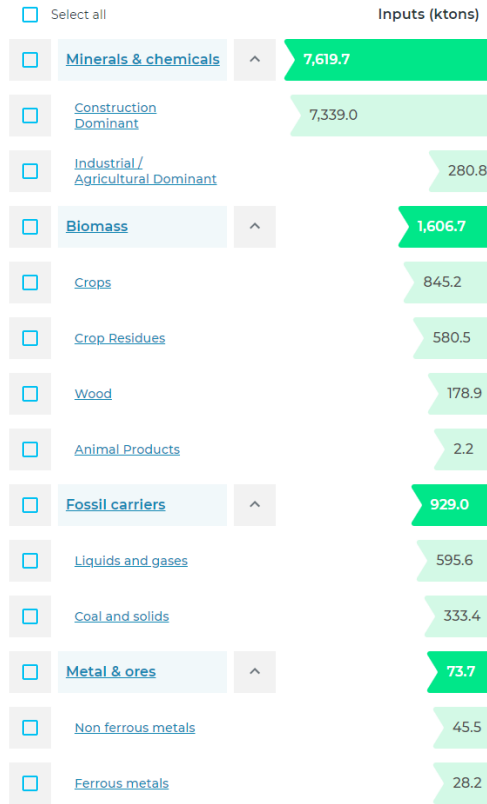 Select all Inputs (ktons)
Minerals & chemicals 7,619.7
Construction
Dominant 7,339.0
Industrial /
Agricultural Dominant 280.8
Biomass 1,606.7
Crops 845.2
Crop Residues 580.5
Wood 178.9
Animal Products 2.2
Fossil carriers 929.0
Liquids and gases 595.6
Coal and solids 333.4
Metal & ores 73.7
Non ferrous metals 45.5
Ferrous metals 28.2